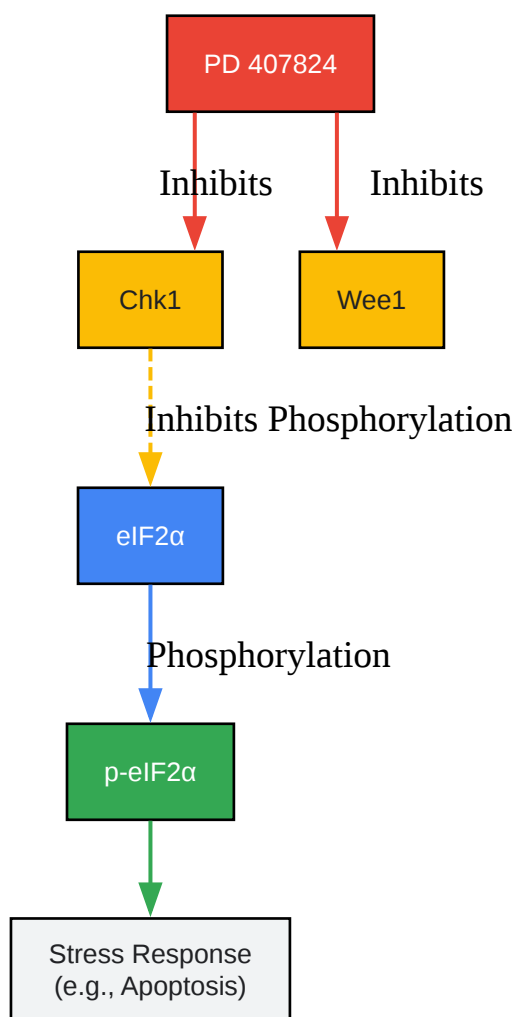 PD 407824
Inhibits
Inhibits
Chk1
Wee1
Inhibits Phosphorylation
eIF2α
Phosphorylation
p-eIF2α
Stress Response
(e.g., Apoptosis)